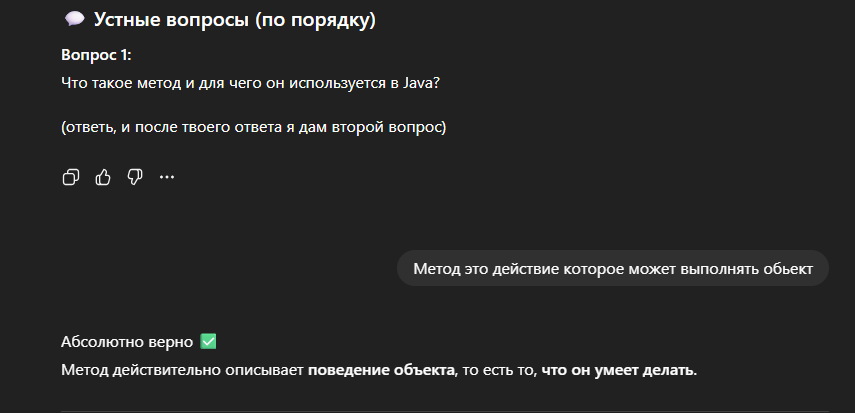 💬 Устные вопросы (по порядку)
Вопрос 1:
Что такое метод и для чего он используется в Java?
(ответь, и после твоего ответа я дам второй вопрос)
Метод это действие которое может выполнять обьект
Абсолютно верно ✅
Метод действительно описывает поведение объекта, то есть то, что он умеет делать.